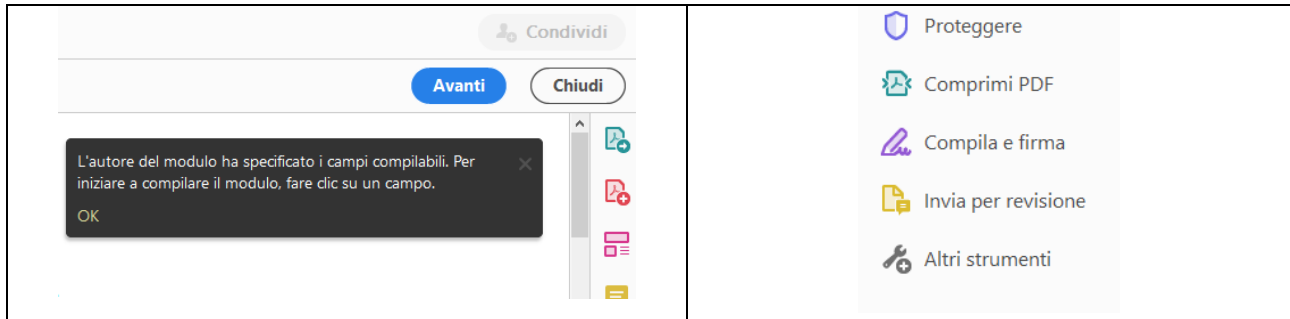 Condividi
Avanti
Chiudi
L'autore del modulo ha specificato i campi compilabili. Per
iniziare a compilare il modulo, fare clic su un campo.
OK
Proteggere
Comprimi PDF
Compila e firma
Invia per revisione
Altri strumenti